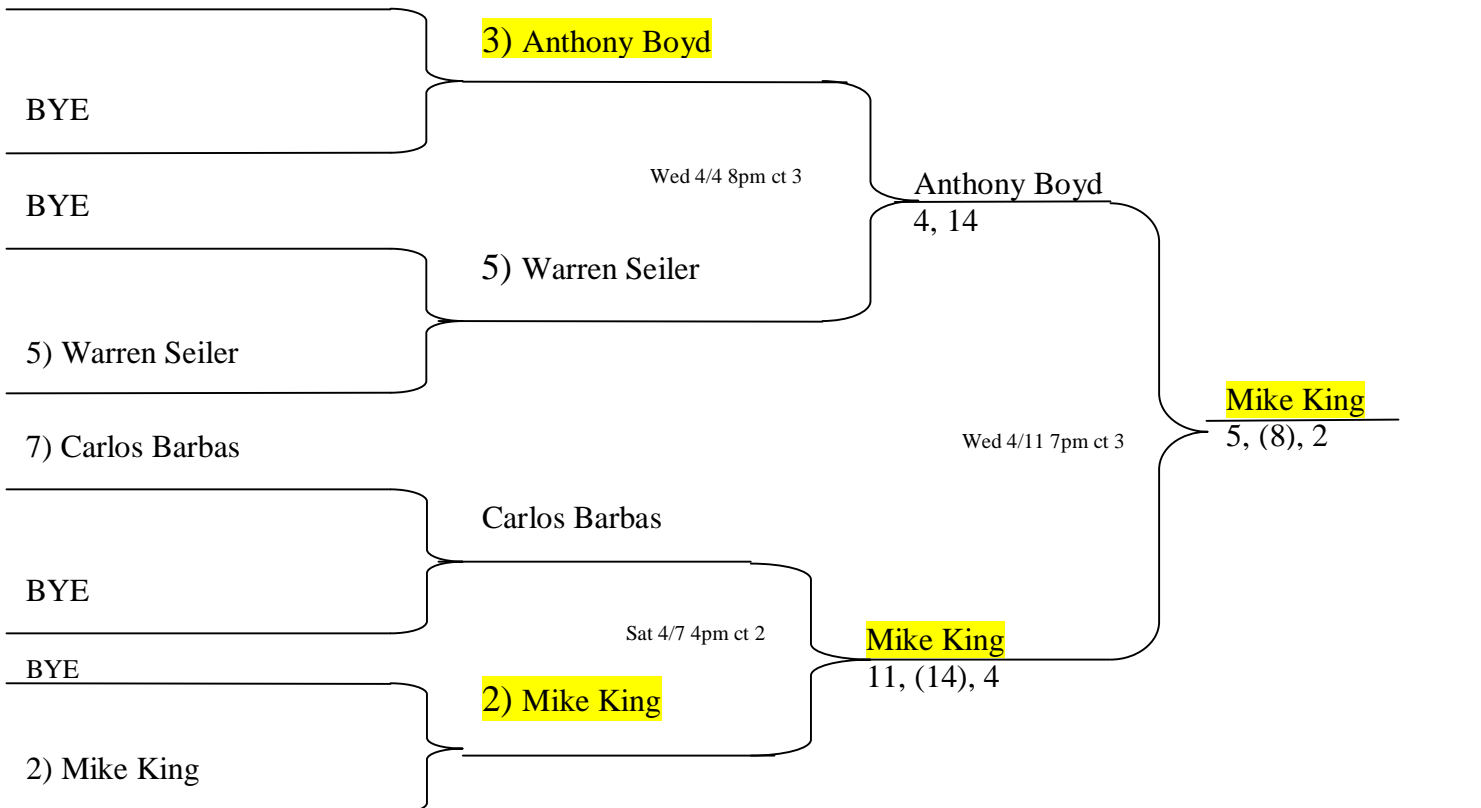 3) Anthony Boyd
BYE
Wed 4/4 8pm ct 3
Anthony Boyd
BYE
4, 14
5) Warren Seiler
5) Warren Seiler
Mike King
7) Carlos Barbas
Wed 4/11 7pm ct 3
5, (8), 2
Carlos Barbas
BYE
Sat 4/7 4pm ct 2
Mike King
BYE
11, (14), 4
2) Mike King
2) Mike King